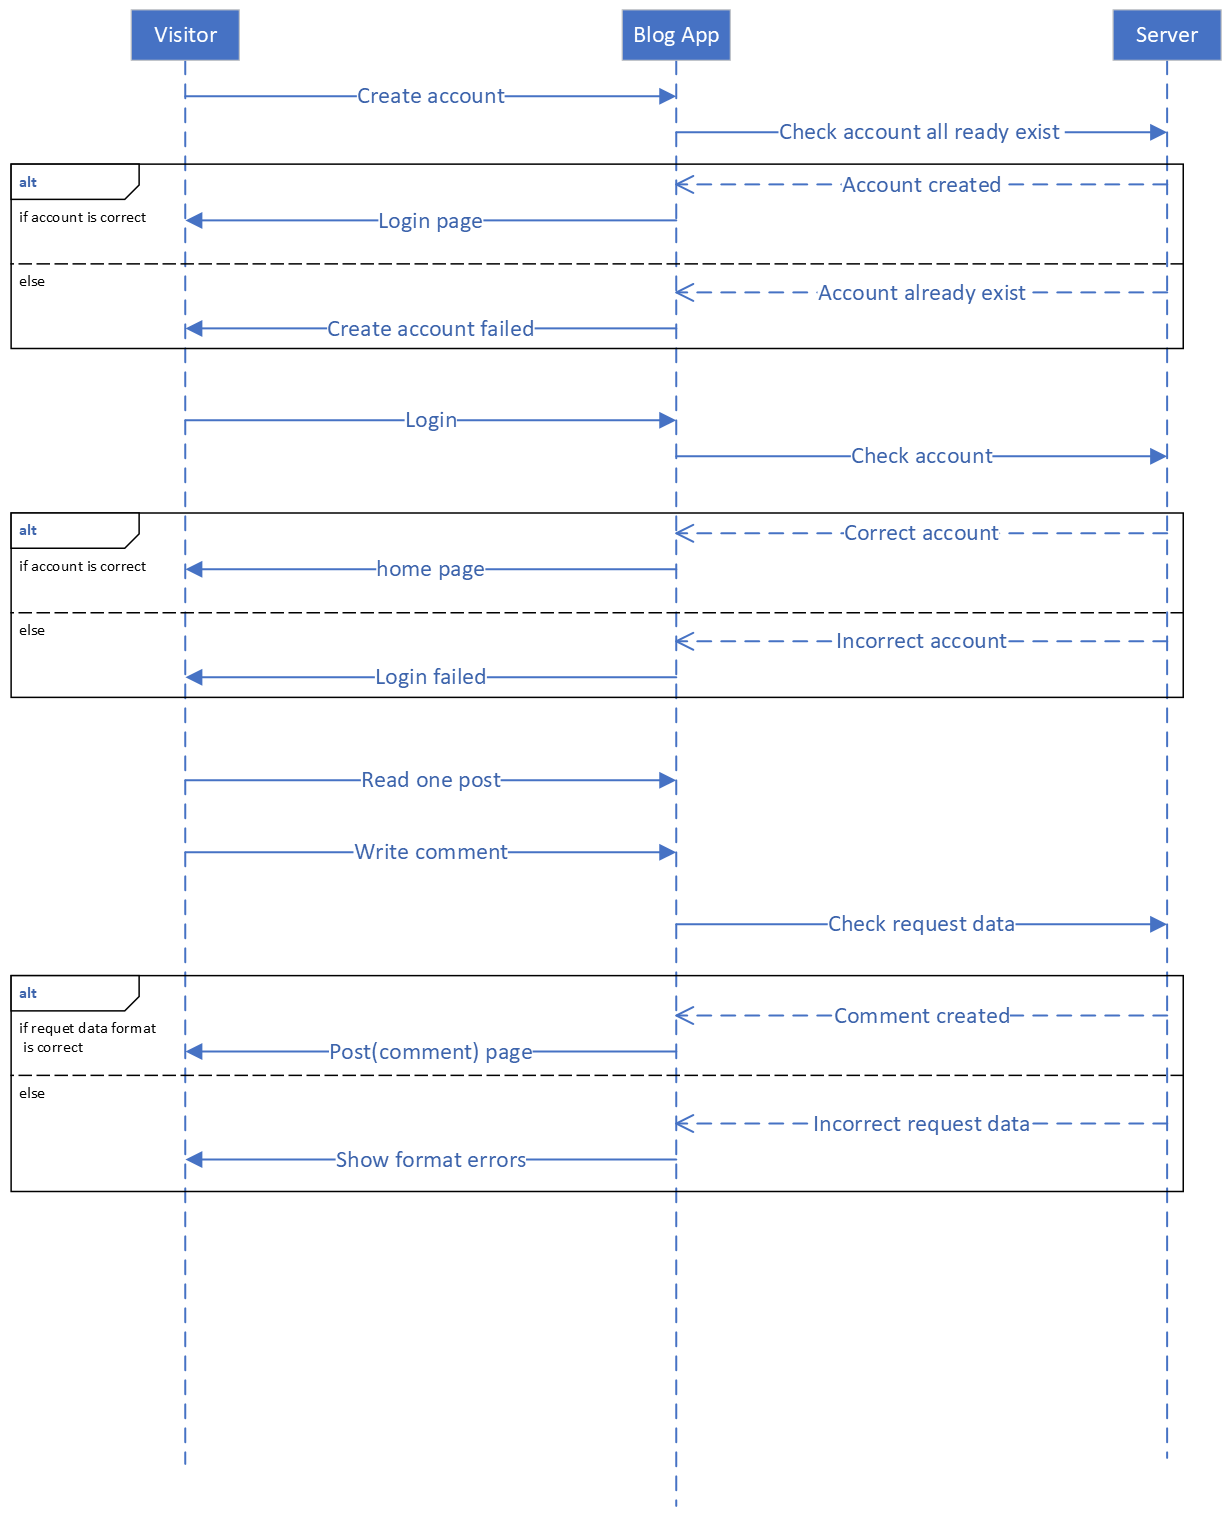 Visitor
Blog App
Server
Create account
Check account all ready exist
alt
Account created
if account is correct
Login page
else
Account already exist
Create account failed
Login
Check account
alt
Correct account
if account is correct
home page
else
Incorrect account
Login failed
Read one post
Write comment
Check request data
alt
Comment created
if requet data format
is correct
Post(comment) page
else
Incorrect request data
Show format errors